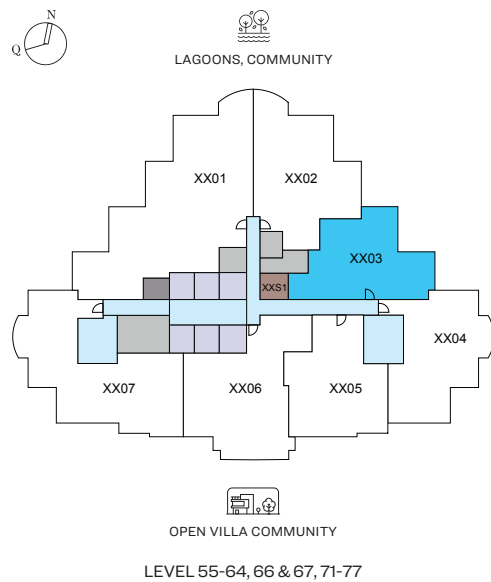 N
Q
LAGOONS, COMMUNITY
XX01
XX02
XX03
XXS1
XX04
XX07
XX06
XX05
OPEN VILLA COMMUNITY
LEVEL 55-64, 66 & 67, 71-77